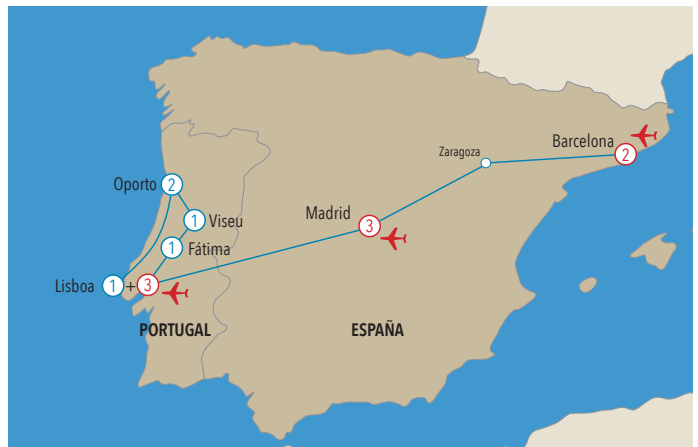 Barcelona
2
Zaragoza
Oporto
2
Madrid
3
1
Viseu
1
Fátima
Lisboa
1
+
3
PORTUGAL
ESPAÑA